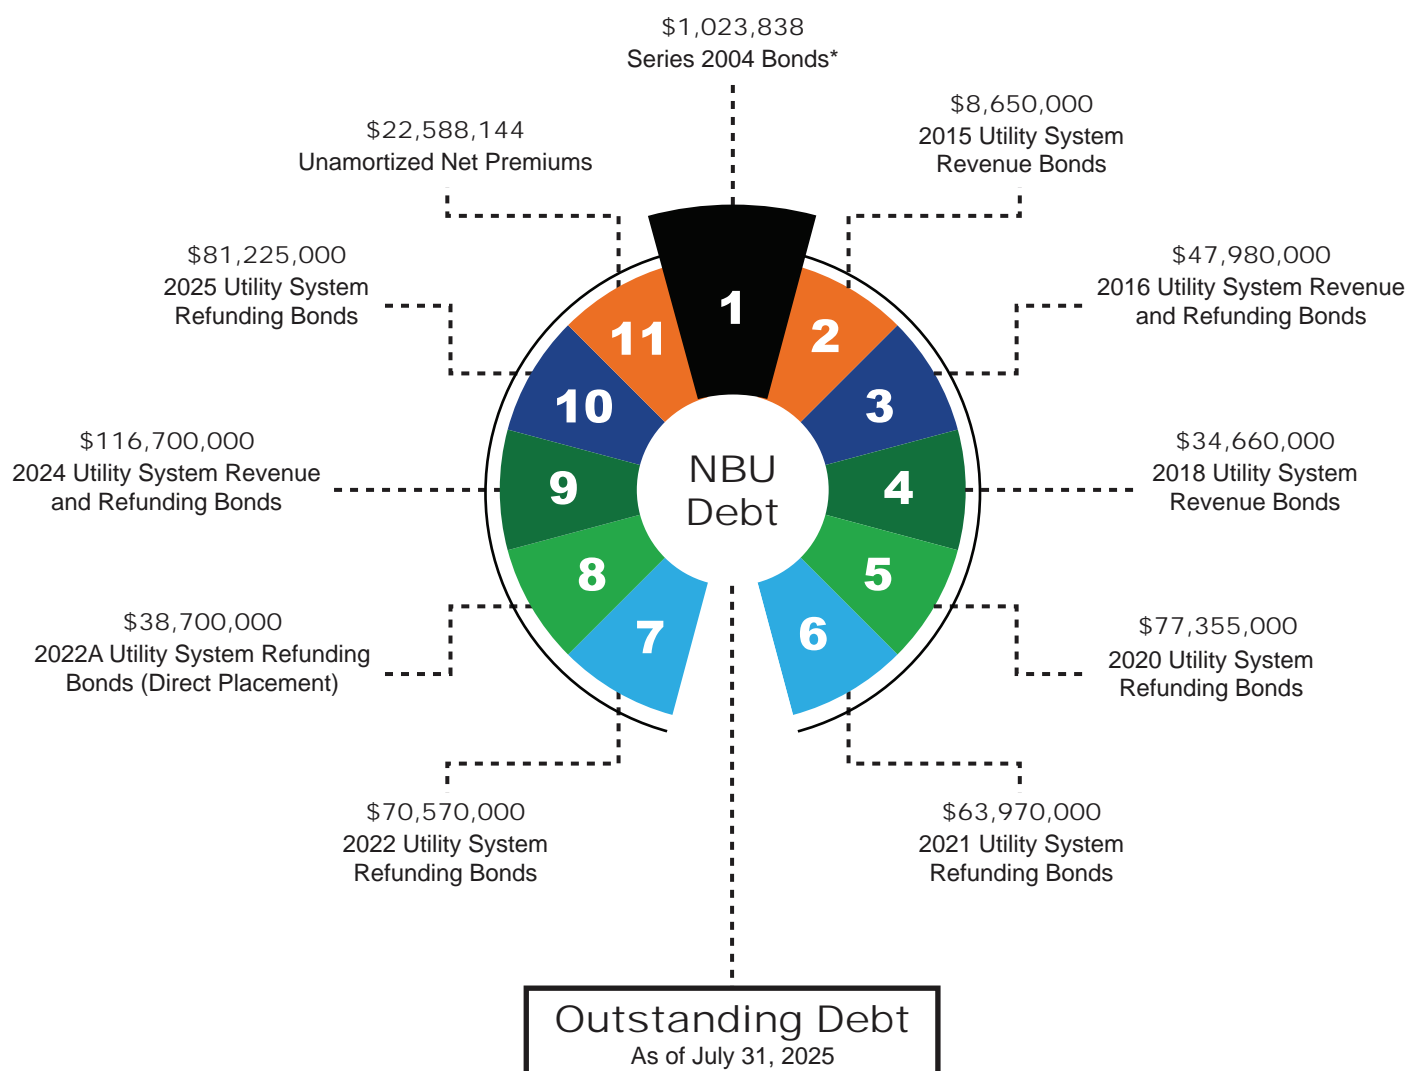 $1,023,838
Series 2004 Bonds*
$8,650,000
2015 Utility System
Revenue Bonds
$47,980,000
2016 Utility System Revenue
and Refunding Bonds
$34,660,000
2018 Utility System
Revenue Bonds
$77,355,000
2020 Utility System
Refunding Bonds
$63,970,000
2021 Utility System
Refunding Bonds
$70,570,000
2022 Utility System
Refunding Bonds
$38,700,000
2022A Utility System Refunding
Bonds (Direct Placement)
$116,700,000
2024 Utility System Revenue
and Refunding Bonds
$81,225,000
2025 Utility System
Refunding Bonds
$22,588,144
Unamortized Net Premiums
1
2
3
4
5
6
7
8
9
10
11
NBU
Debt
Outstanding Debt
As of July 31, 2025